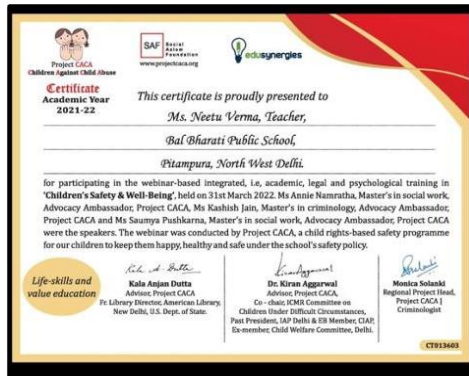 Project CACA
Children Against Child Abuse
SAF
Social
Axiom
Foundation
www.projectcaca.org
edusynergies
Certificate
Academic Year
2021-22
This certificate is proudly presented to
Ms. Neetu Verma, Teacher,
Bal Bharati Public School,
Pitampura, North West Delhi.
for participating in the webinar-based integrated, i.e, academic, legal and psychological training in
'Children's Safety & Well-Being', held on 31st March 2022. Ms Annie Namratha, Master's in social work,
Advocacy Ambassador, Project CACA, Ms Kashish Jain, Master's in criminology, Advocacy Ambassador,
Project CACA and Ms Saumya Pushkarna, Master's in social work, Advocacy Ambassador, Project CACA
were the speakers. The webinar was conducted by Project CACA, a child rights-based safety programme
for our children to keep them happy, healthy and safe under the school's safety policy.
Life-skills and
value education
Kala A. Dutta
Kala Anjan Dutta
Advisor, Project CACA
Fr. Library Director, American Library,
New Delhi, U.S. Dept. of State.
Kiran Aggarwal
Dr. Kiran Aggarwal
Advisor, Project CACA,
Co - chair, ICMR Committee on
Children Under Difficult Circumstances,
Past President, IAP Delhi & EB Member, CIAP,
Ex-member, Child Welfare Committee, Delhi.
Monica Solanki
Regional Project Head,
Project CACA |
Criminologist
CT013603